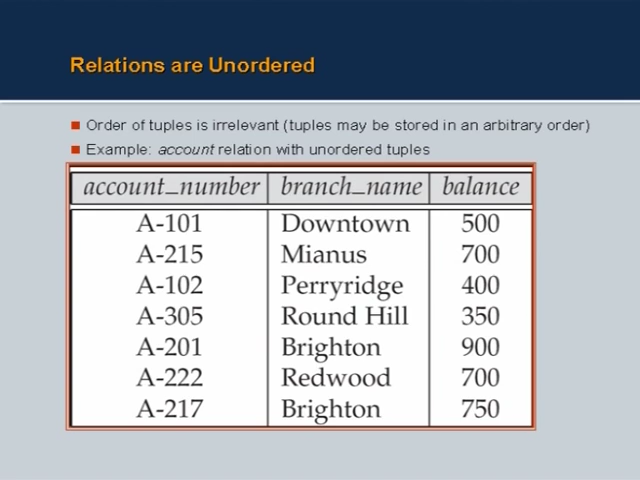 Relations are Unordered
Order of tuples is irrelevant (tuples may be stored in an arbitrary order)
Example: account relation with unordered tuples
account_number branch_name balance
A-101 Downtown 500
A-215 Mianus 700
A-102 Perryridge 400
A-305 Round Hill 350
A-201 Brighton 900
A-222 Redwood 700
A-217 Brighton 750